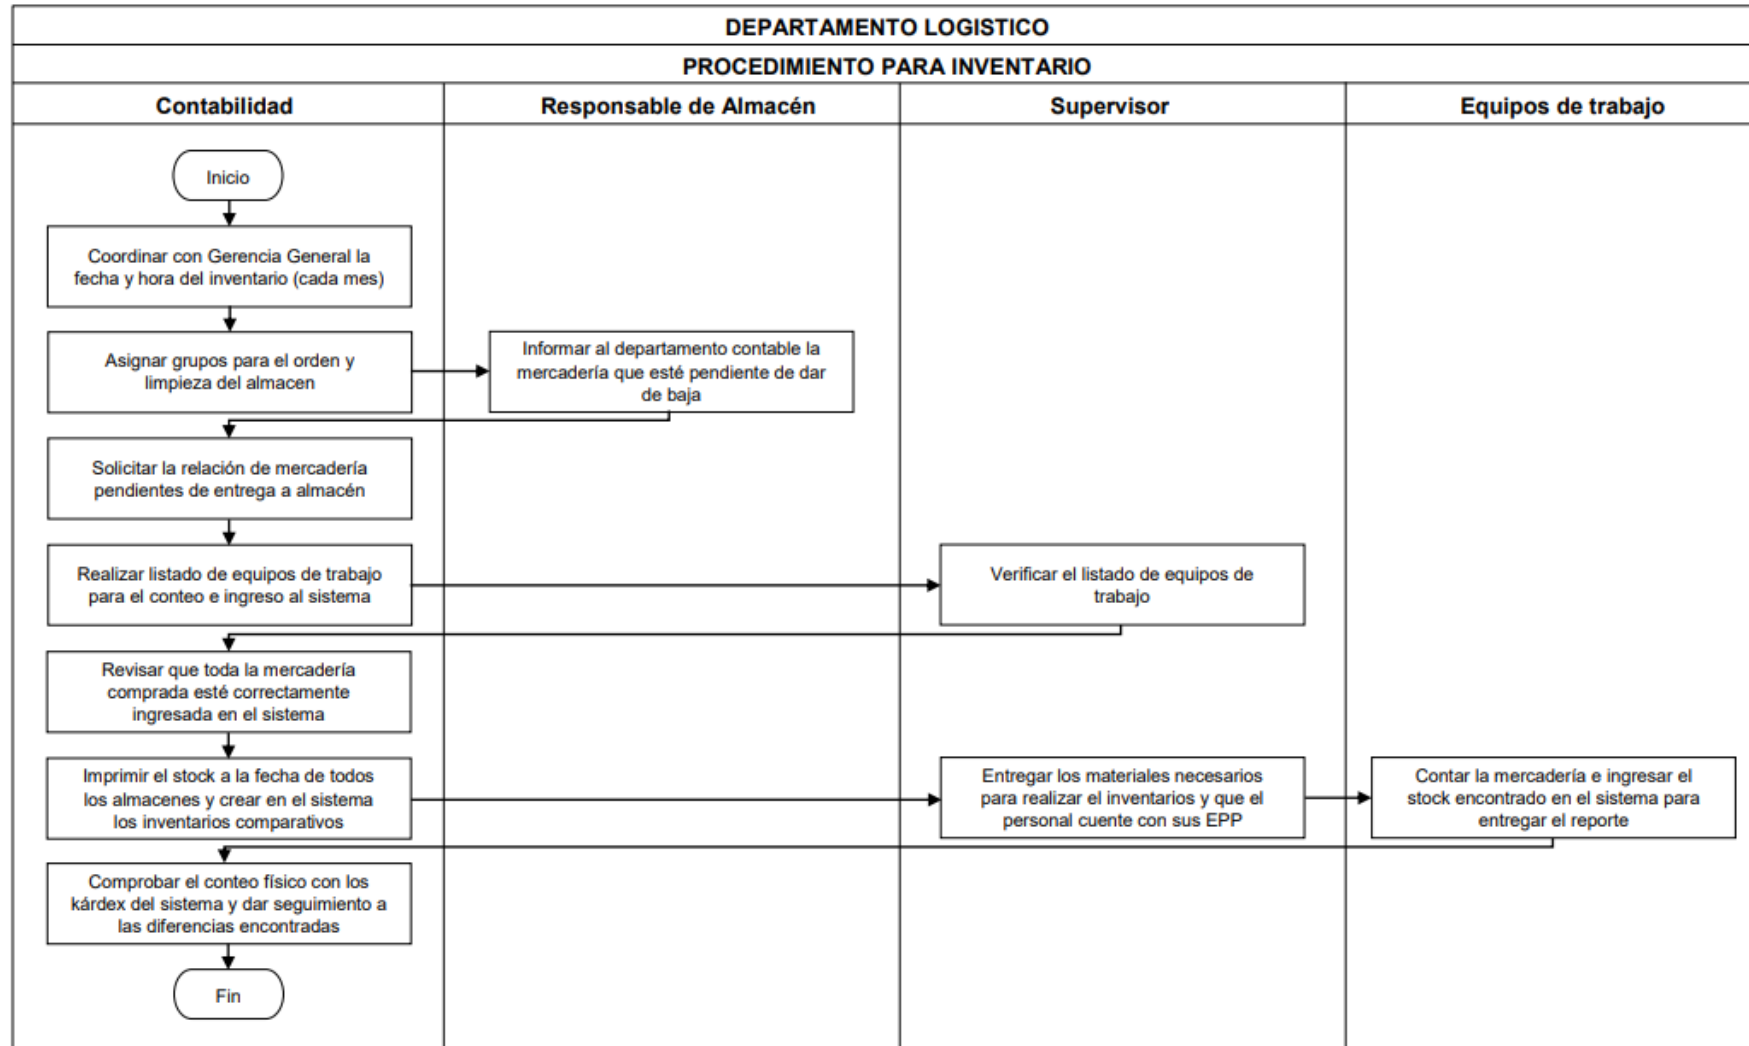 DEPARTAMENTO LOGISTICO
PROCEDIMIENTO PARA INVENTARIO
Contabilidad
Responsable de Almacén
Supervisor
Equipos de trabajo
Inicio
Coordinar con Gerencia General la
fecha y hora del inventario (cada mes)
Asignar grupos para el orden y
limpieza del almacen
Informar al departamento contable la
mercadería que esté pendiente de dar
de baja
Solicitar la relación de mercadería
pendientes de entrega a almacén
Realizar listado de equipos de trabajo
para el conteo e ingreso al sistema
Verificar el listado de equipos de
trabajo
Revisar que toda la mercadería
comprada esté correctamente
ingresada en el sistema
Imprimir el stock a la fecha de todos
los almacenes y crear en el sistema
los inventarios comparativos
Entregar los materiales necesarios
para realizar el inventarios y que el
personal cuente con sus EPP
Contar la mercadería e ingresar el
stock encontrado en el sistema para
entregar el reporte
Comprobar el conteo físico con los
kárdex del sistema y dar seguimiento a
las diferencias encontradas
Fin